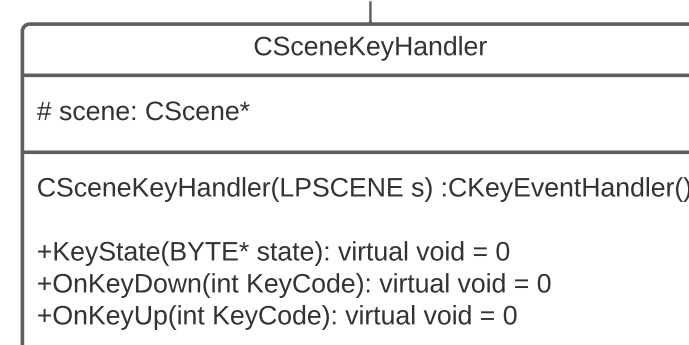 CSceneKeyHandler
# scene: CScene*
CSceneKeyHandler(LPSCENE s) :CKeyEventHandler()
+KeyState(BYTE* state): virtual void = 0
+OnKeyDown(int KeyCode): virtual void = 0
+OnKeyUp(int KeyCode): virtual void = 0